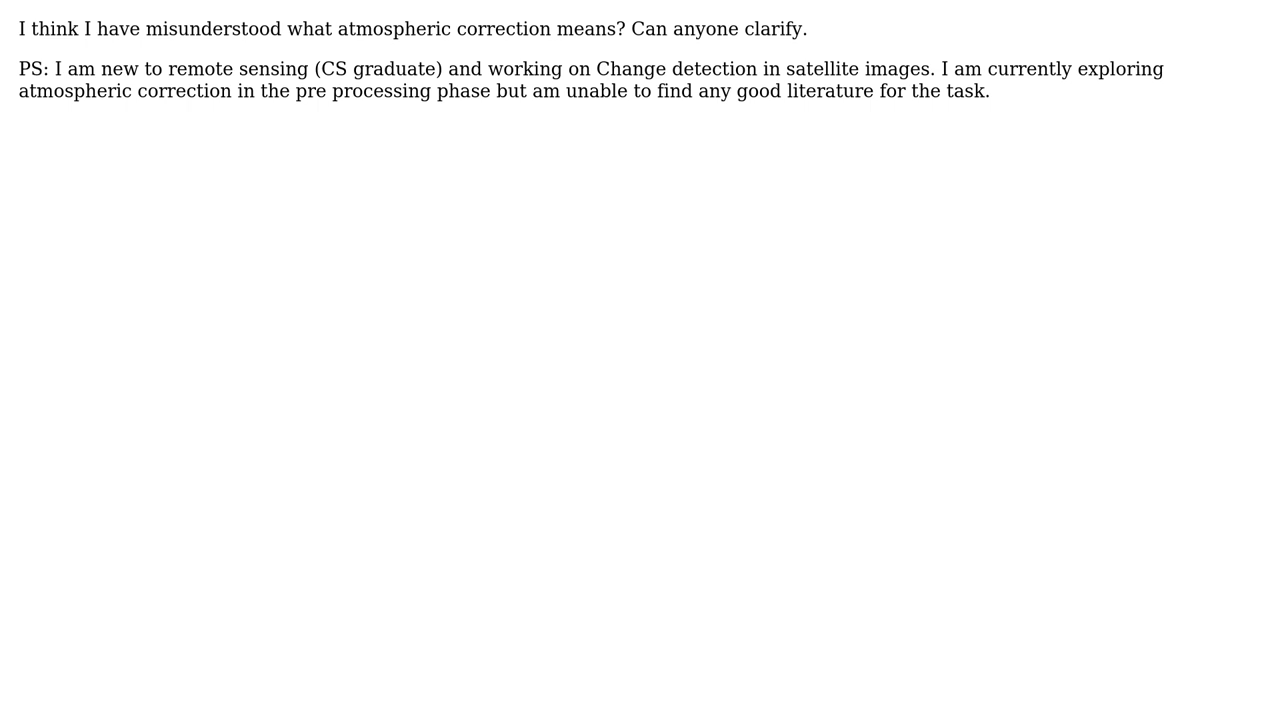 I think I have misunderstood what atmospheric correction means? Can anyone clarify.
PS: I am new to remote sensing (CS graduate) and working on Change detection in satellite images. I am currently exploring
atmospheric correction in the pre processing phase but am unable to find any good literature for the task.